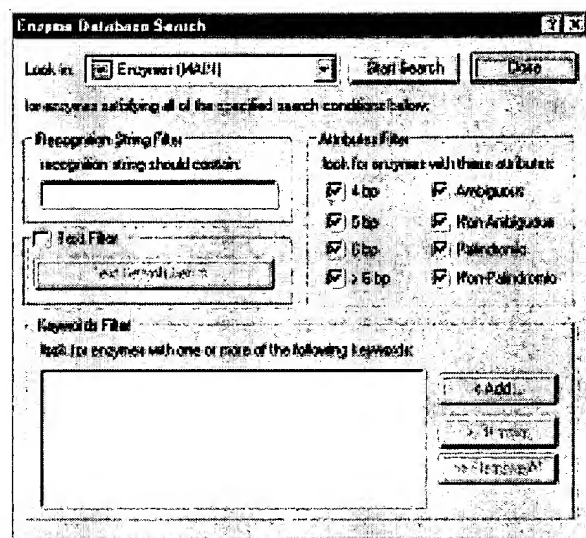 Enzyme Database Search
Look in: Enzymes (MAIN) Start Search Close
for enzymes satisfying all of the specified search conditions below:
Recognition String Filter
recognition string should contain:
Attributes Filter
look for enzymes with these attributes:
4 bp Ambiguous
5 bp Non-Ambiguous
6 bp Palindromic
> 6 bp Non-Palindromic
Text Filter
Keywords Filter
look for enzymes with one or more of the following keywords:
< Add...